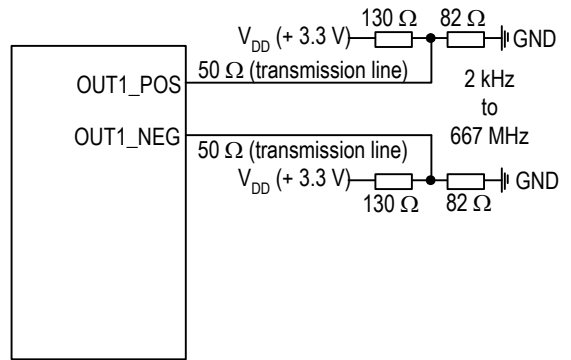 130 Ω 82 Ω
V_DD (+ 3.3 V) GND
50 Ω (transmission line)
OUT1_POS
2 kHz
to
667 MHz
OUT1_NEG
50 Ω (transmission line)
V_DD (+ 3.3 V) GND
130 Ω 82 Ω